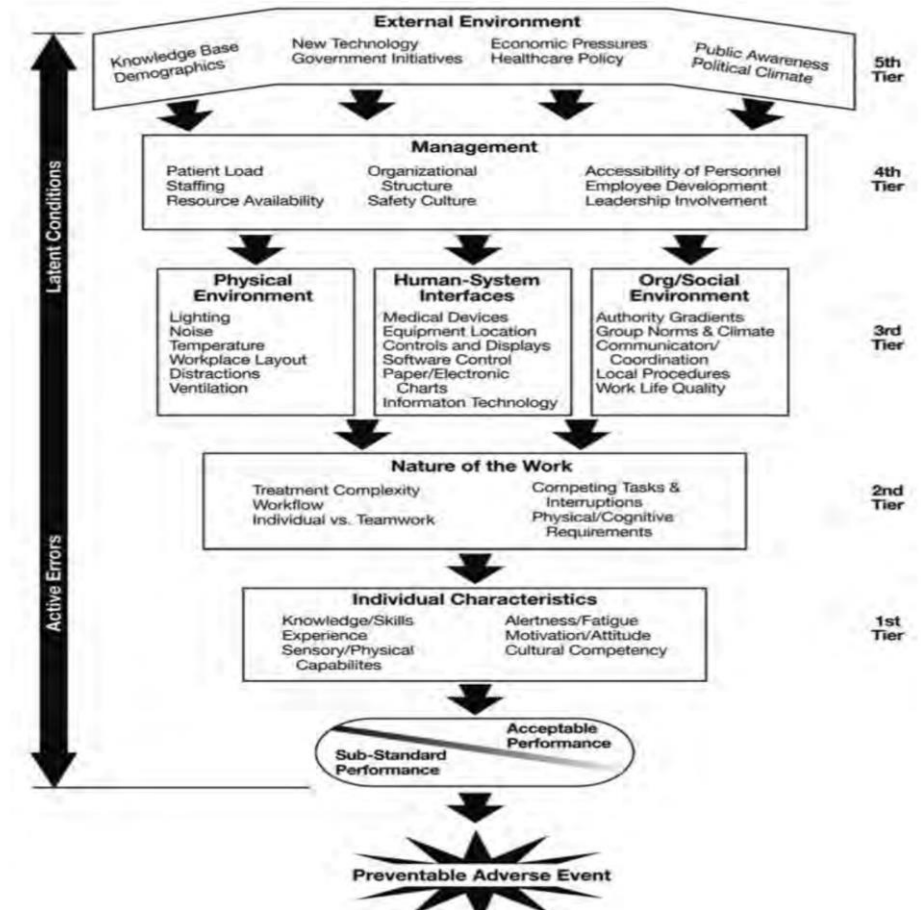 External Environment
Knowledge Base
Demographics
New Technology
Government Initiatives
Economic Pressures
Healthcare Policy
Public Awareness
Political Climate
5th
Tier
Management
Patient Load
Staffing
Resource Availability
Organizational
Structure
Safety Culture
Accessibility of Personnel
Employee Development
Leadership Involvement
4th
Tier
Latent Conditions
Physical
Environment
Lighting
Noise
Temperature
Workplace Layout
Distractions
Ventilation
Human-System
Interfaces
Medical Devices
Equipment Location
Controls and Displays
Software Control
Paper/Electronic
Charts
Informaton Technology
Org/Social
Environment
Authority Gradients
Group Norms & Climate
Communicaton/
Coordination
Local Procedures
Work Life Quality
3rd
Tier
Nature of the Work
Treatment Complexity
Workflow
Individual vs. Teamwork
Competing Tasks &
Interruptions
Physical/Cognitive
Requirements
2nd
Tier
Active Errors
Individual Characteristics
Knowledge/Skills
Experience
Sensory/Physical
Capabilites
Alertness/Fatigue
Motivation/Attitude
Cultural Competency
1st
Tier
Acceptable
Performance
Sub-Standard
Performance
Preventable Adverse Event